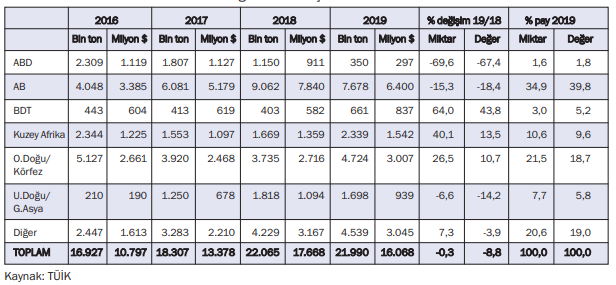 2016 2017 2018 2019 % değişim 19/18 % pay 2019
Bin ton Milyon $ Bin ton Milyon $ Bin ton Milyon $ Bin ton Milyon $ Miktar Değer Miktar Değer
ABD 2.309 1.119 1.807 1.127 1.150 911 350 297 -69,6 -67,4 1,6 1,8
AB 4.048 3.385 6.081 5.179 9.062 7.840 7.678 6.400 -15,3 -18,4 34,9 39,8
BDT 443 604 413 619 403 582 661 837 64,0 43,8 3,0 5,2
Kuzey Afrika 2.344 1.225 1.553 1.097 1.669 1.359 2.339 1.542 40,1 13,5 10,6 9,6
O.Doğu/ 5.127 2.661 3.920 2.468 3.735 2.716 4.724 3.007 26,5 10,7 21,5 18,7
Körfez
U.Doğu/ 210 190 1.250 678 1.818 1.094 1.698 939 -6,6 -14,2 7,7 5,8
G.Asya
Diğer 2.447 1.613 3.283 2.210 4.229 3.167 4.539 3.045 7,3 -3,9 20,6 19,0
TOPLAM 16.927 10.797 18.307 13.378 22.065 17.668 21.990 16.068 -0,3 -8,8 100,0 100,0
Kaynak: TÜİK